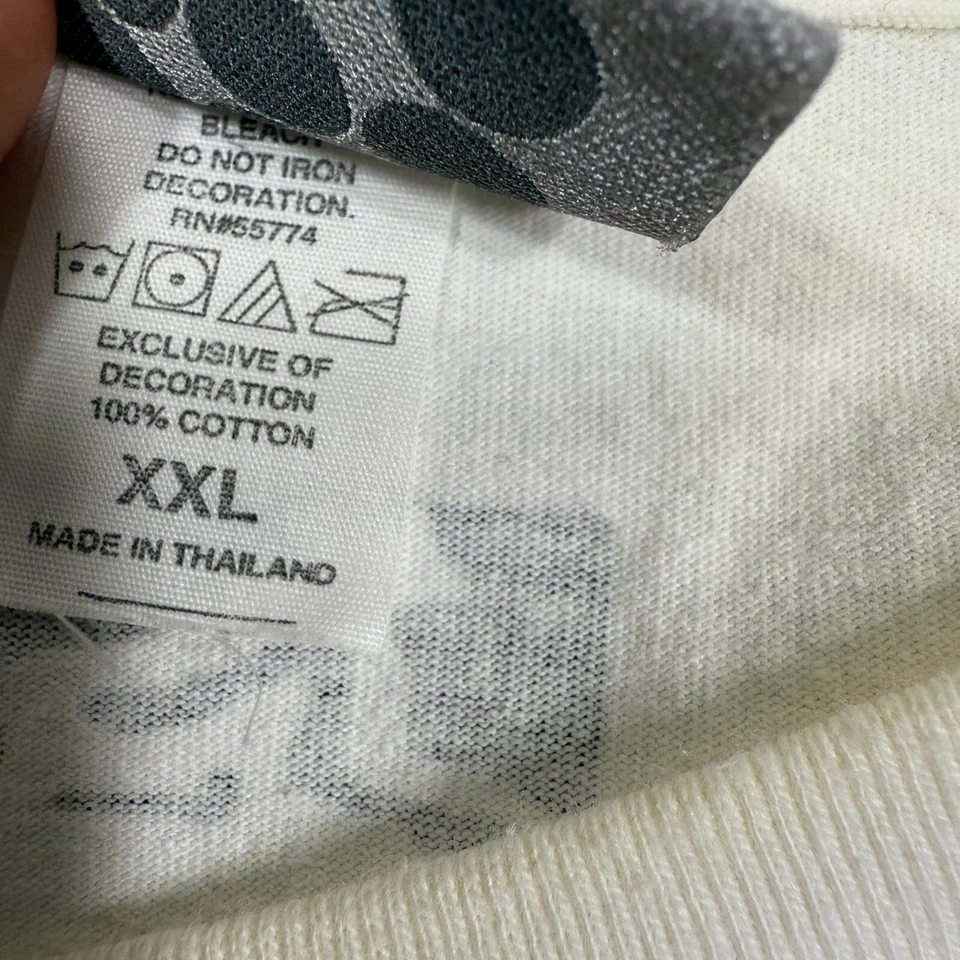 BLEACH
DO NOT IRON
DECORATION.
RN#55774
EXCLUSIVE OF
DECORATION
100% COTTON
XXL
MADE IN THAILAND